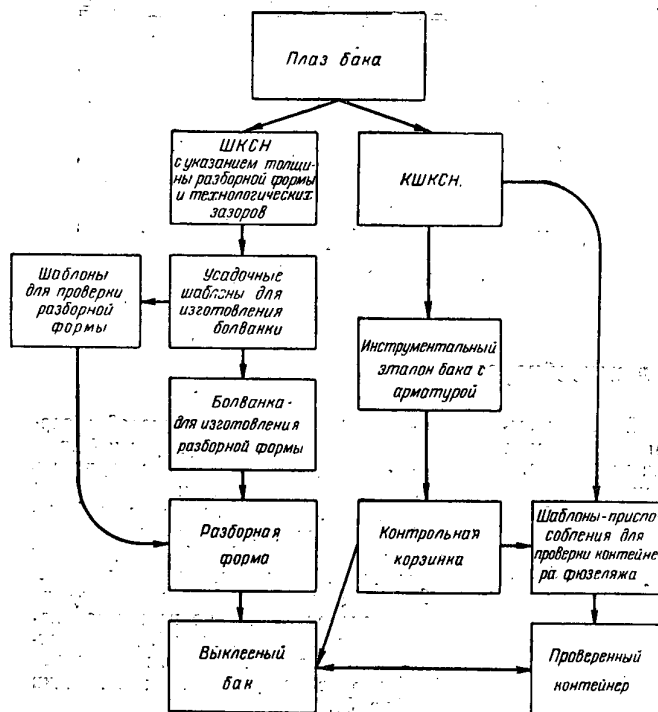 Плаз бака
ШКСН
с указанием толщи-
ны разборной формы
и технологических
зазоров
КШКСН.
Шаблоны
для проверки
разборной
формы
Усадочные
шаблоны для
изготовления
болванки
Инструментальный
эталон бака с
арматурой
Болванка-
для изготовления
разборной формы
Разборная
форма
Контрольная
корзинка
Шаблоны-приспо
собления для
проверки контейне
ра фюзеляжа
Выклееный
бак
Проверенный
контейнер